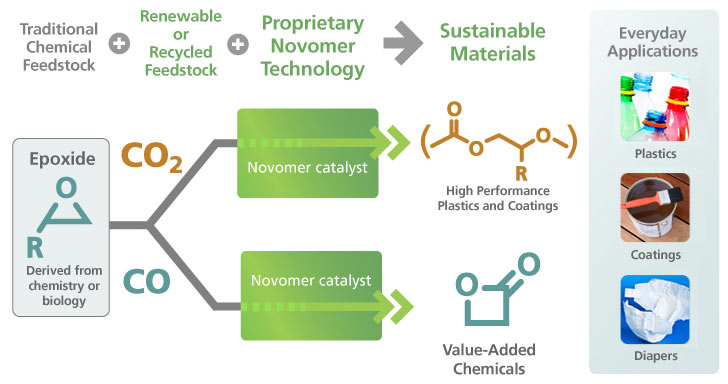 Traditional
Chemical
Feedstock
+
Renewable
or
Recycled
Feedstock
+
Proprietary
Novomer
Technology
Sustainable
Materials
Everyday
Applications
Epoxide
O
R
Derived from
chemistry or
biology
CO2
Novomer catalyst
O
O
O
R
High Performance
Plastics and Coatings
CO
Novomer catalyst
O
O
Value-Added
Chemicals
Plastics
Coatings
Diapers